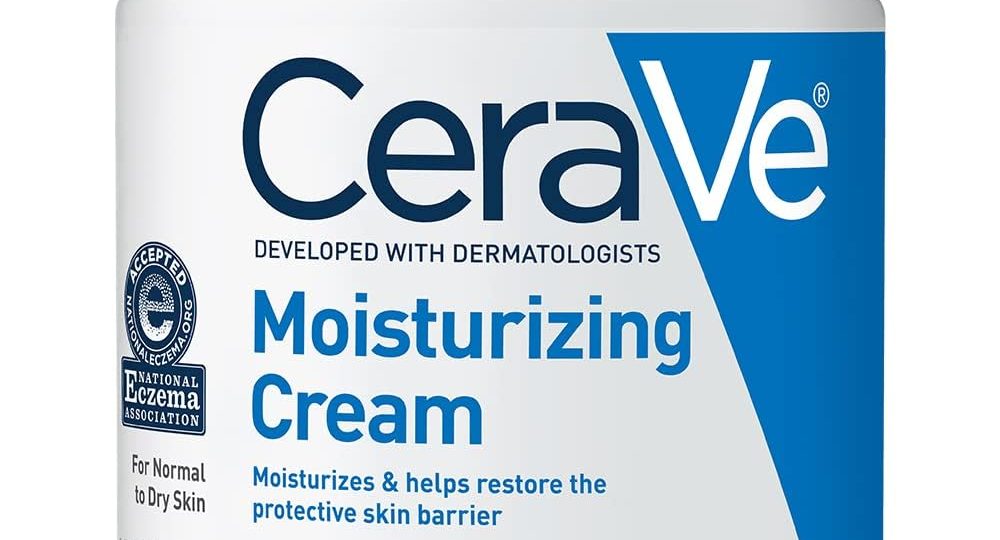 CeraVe®
DEVELOPED WITH DERMATOLOGISTS
Moisturizing
Cream
Moisturizes & helps restore the
protective skin barrier
ACCEPTED
e
NATIONALECZEMA.ORG
NATIONAL
Eczema
ASSOCIATION
For Normal
to Dry Skin